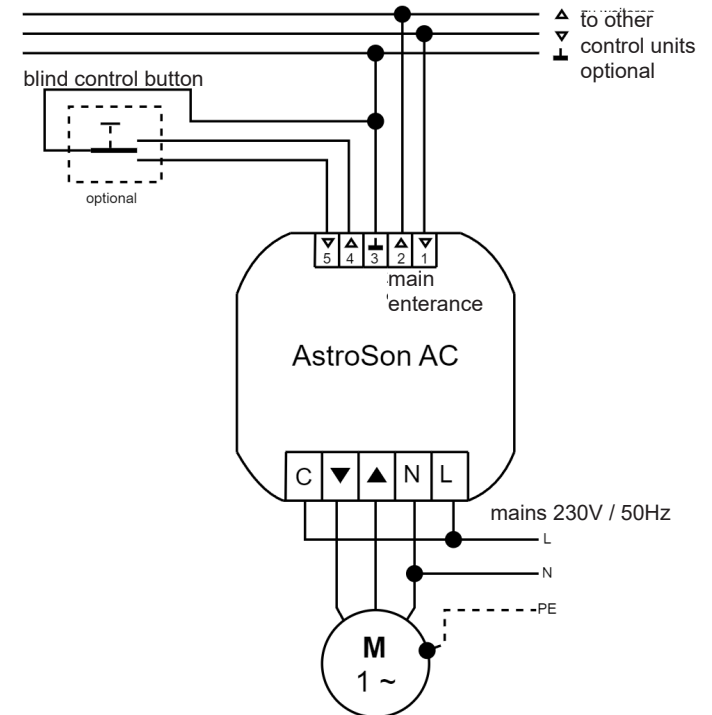 to other
control units
optional
blind control button
optional
5 4 3 2 1
main
enterance
AstroSon AC
C ▼ ▲ N L
mains 230V / 50Hz
L
N
PE
M
1 ~